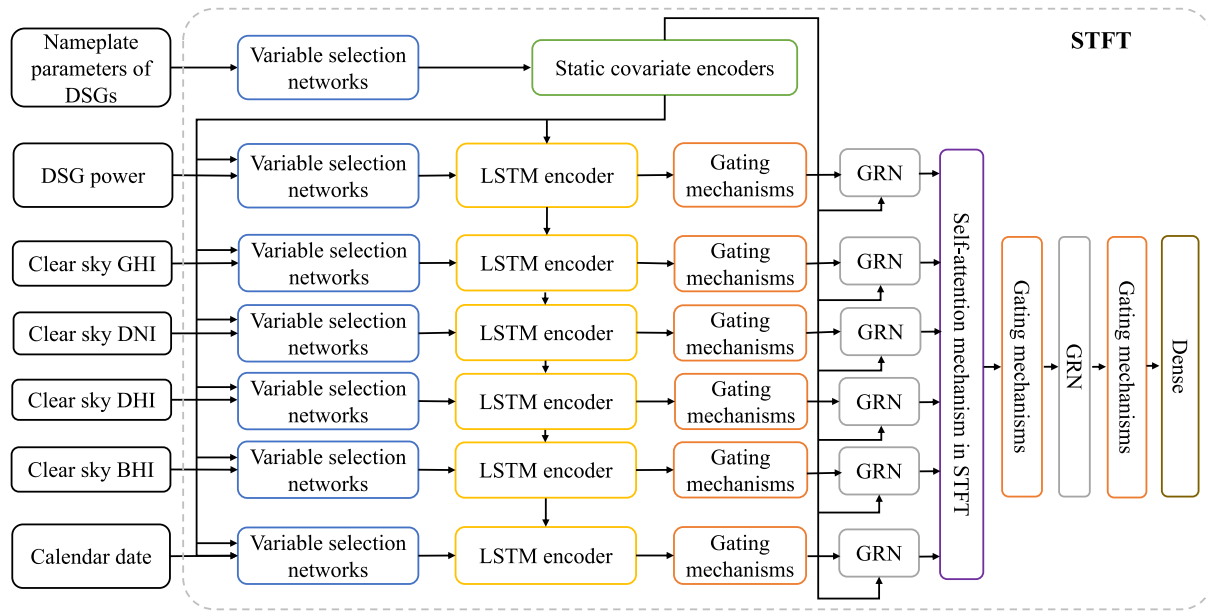 STFT
Nameplate
parameters of
DSGs
Variable selection
networks
Static covariate encoders
DSG power
Variable selection
networks
LSTM encoder
Gating
mechanisms
GRN
Clear sky GHI
Variable selection
networks
LSTM encoder
Gating
mechanisms
GRN
Clear sky DNI
Variable selection
networks
LSTM encoder
Gating
mechanisms
GRN
Clear sky DHI
Variable selection
networks
LSTM encoder
Gating
mechanisms
GRN
Clear sky BHI
Variable selection
networks
LSTM encoder
Gating
mechanisms
GRN
Calendar date
Variable selection
networks
LSTM encoder
Gating
mechanisms
GRN
Self-attention mechanism in STFT
Gating mechanisms
GRN
Gating mechanisms
Dense